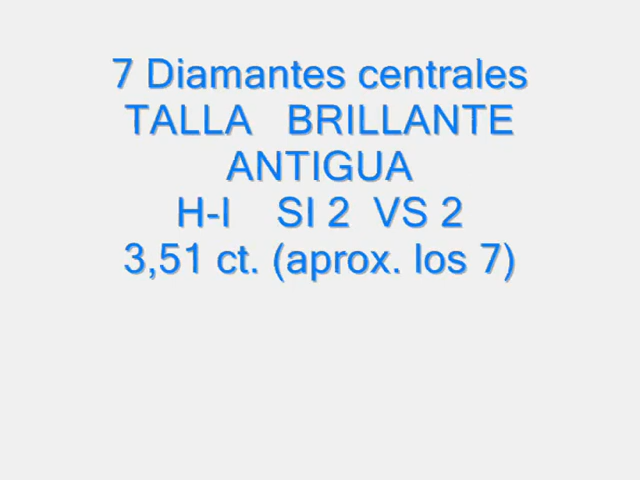 7 Diamantes centrales
TALLA BRILLANTE
ANTIGUA
H-I SI 2 VS 2
3,51 ct. (aprox. los 7)